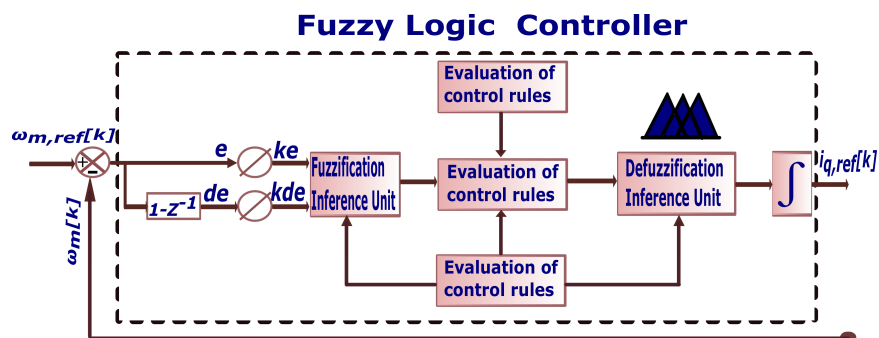 Fuzzy Logic Controller
Evaluation of
control rules
ωm,ref[k]
+
-
e
ke
Fuzzification
Inference Unit
Evaluation of
control rules
Defuzzification
Inference Unit
∫
iq,ref[k]
de
kde
1-Z-1
ωm[k]
Evaluation of
control rules